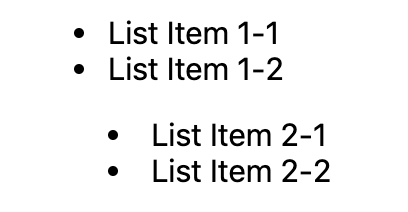 • List Item 1-1
• List Item 1-2
• List Item 2-1
• List Item 2-2